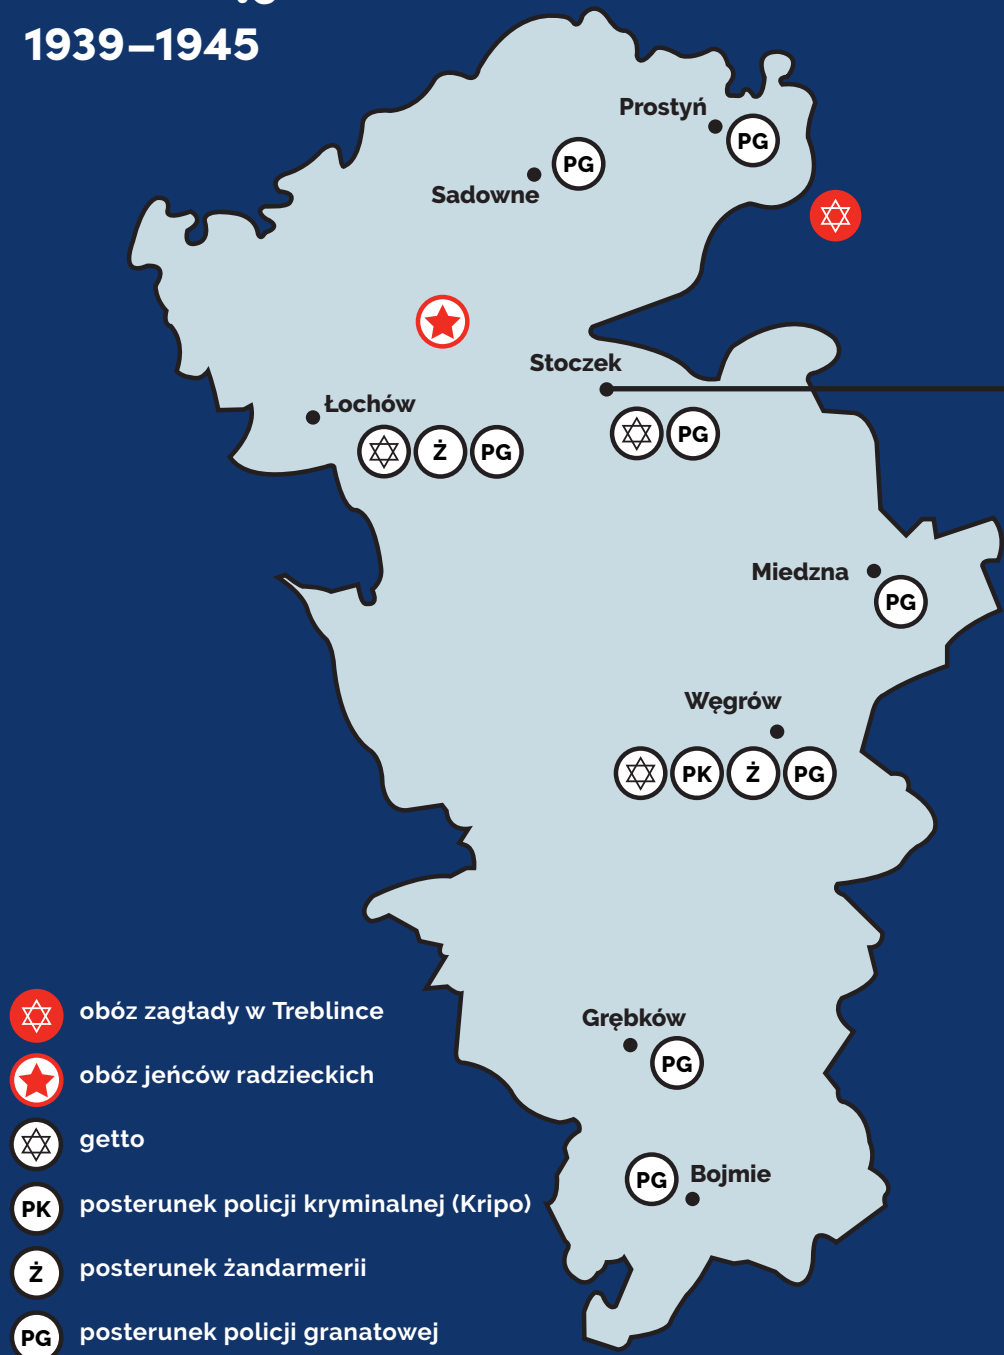 1939–1945
Prostyń
PG
PG
Sadowne
Stoczek
Łochów
Ż
PG
PG
Miedzna
PG
Węgrów
PK
Ż
PG
Grębków
PG
PG
Bojmie
obóz zagłady w Treblince
obóz jeńców radzieckich
getto
PK
posterunek policji kryminalnej (Kripo)
Ż
posterunek żandarmerii
PG
posterunek policji granatowej